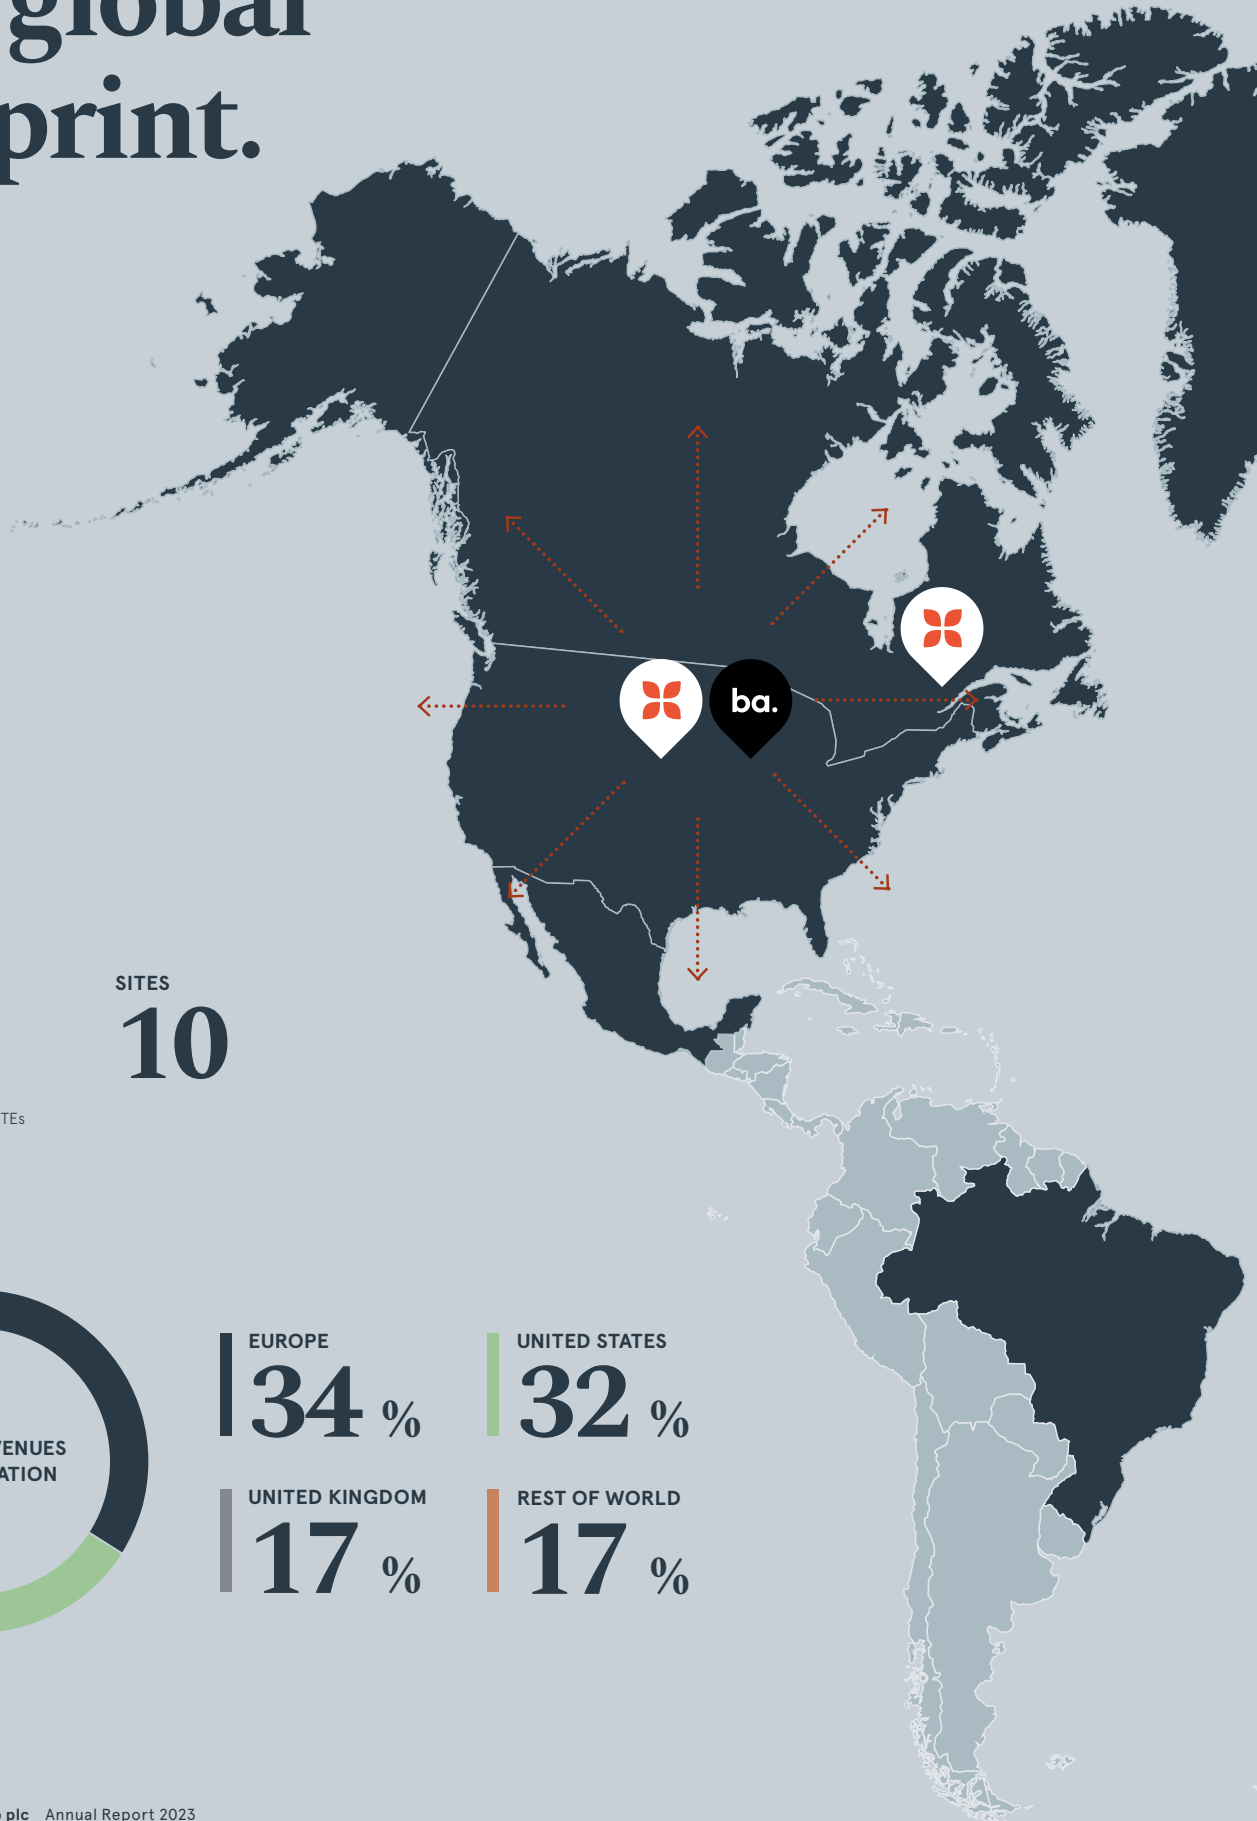 global
print.
ba.
SITES
10
TEs
EUROPE
34 %
UNITED STATES
32 %
VENUES
ATION
UNITED KINGDOM
17 %
REST OF WORLD
17 %
plc Annual Report 2023